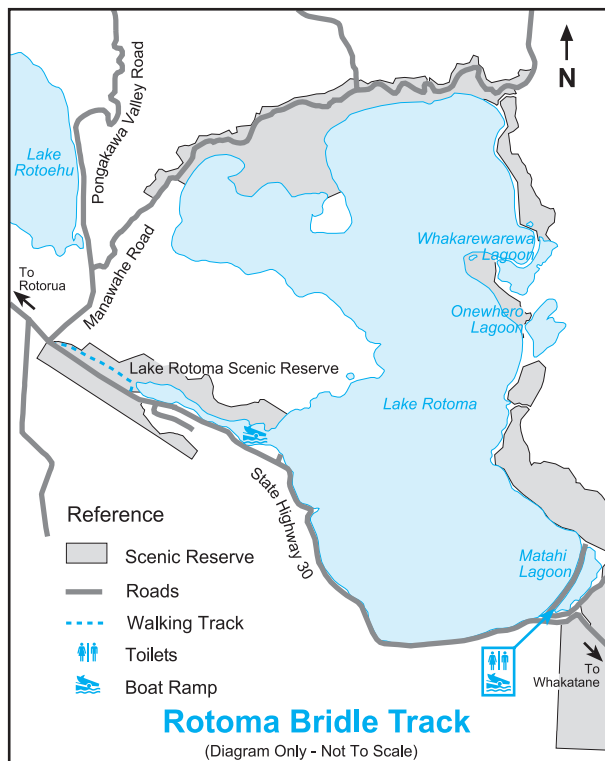 N
Pongakawa Valley Road
Lake
Rotoehu
Manawahe Road
To
Rotorua
Whakarewarewa
Lagoon
Onewhero
Lagoon
Lake Rotoma Scenic Reserve
Lake Rotoma
State Highway 30
Matahi
Lagoon
To
Whakatane
Reference
Scenic Reserve
Roads
Walking Track
Toilets
Boat Ramp
Rotoma Bridle Track
(Diagram Only - Not To Scale)